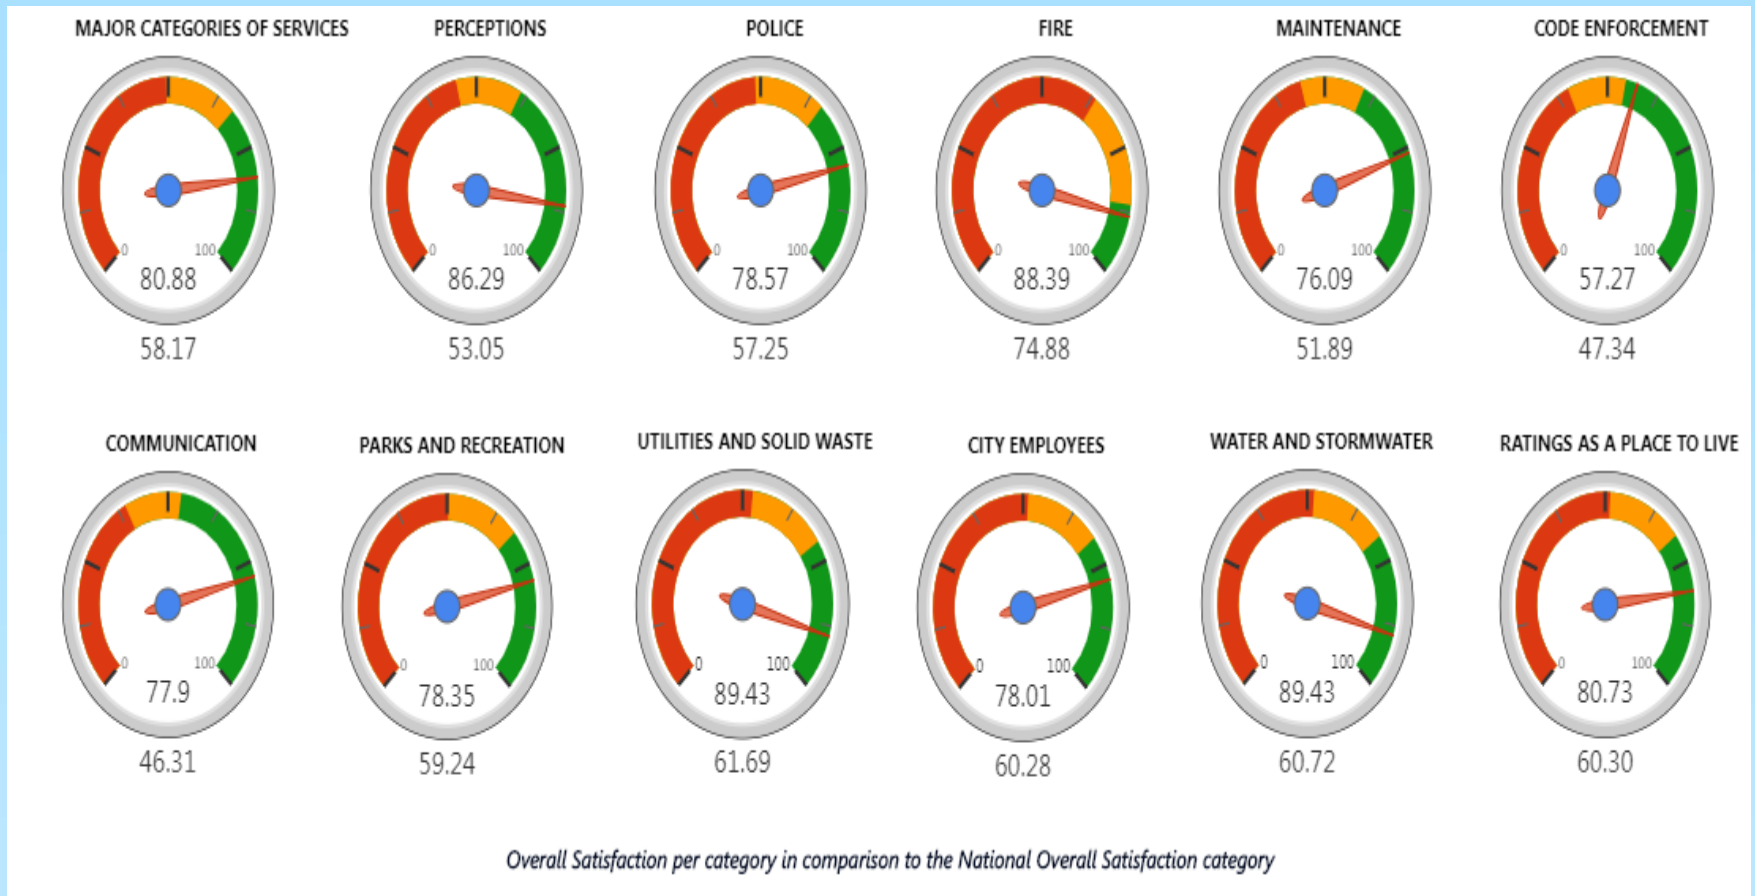 MAJOR CATEGORIES OF SERVICES
PERCEPTIONS
POLICE
FIRE
MAINTENANCE
CODE ENFORCEMENT
0 100
80.88
0 100
86.29
0 100
78.57
0 100
88.39
0 100
76.09
0 100
57.27
58.17
53.05
57.25
74.88
51.89
47.34
COMMUNICATION
PARKS AND RECREATION
UTILITIES AND SOLID WASTE
CITY EMPLOYEES
WATER AND STORMWATER
RATINGS AS A PLACE TO LIVE
0 100
77.9
0 100
78.35
0 100
89.43
0 100
78.01
0 100
89.43
0 100
80.73
46.31
59.24
61.69
60.28
60.72
60.30
Overall Satisfaction per category in comparison to the National Overall Satisfaction category